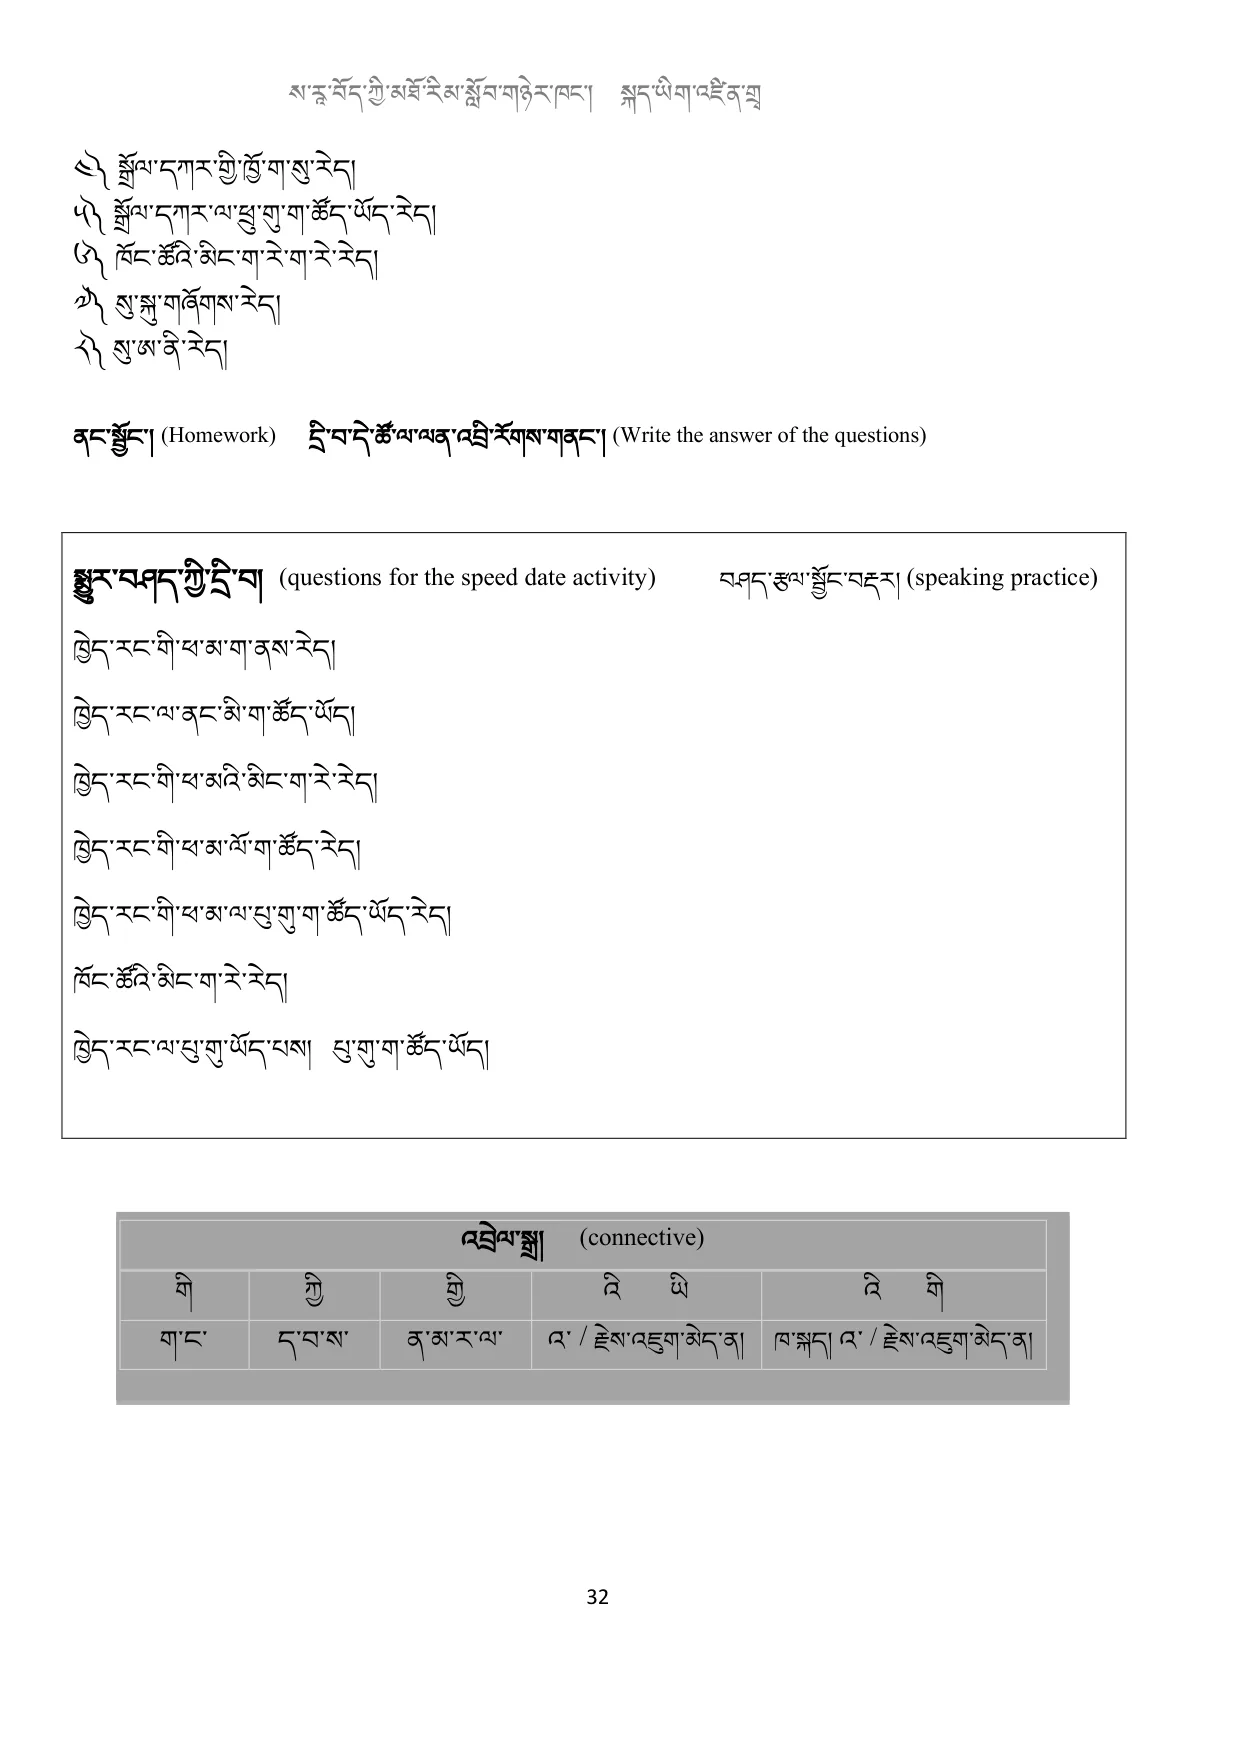 ས་རཱ་བོད་ཀྱི་མཐོ་རིམ་སློབ་གཉེར་ཁང་།   སྐད་ཡིག་འཛིན་གྲྭ
༤༽ སྒྲོལ་དཀར་གྱི་ཁྱོ་ག་སུ་རེད།
༥༽ སྒྲོལ་དཀར་ལ་ཕྲུ་གུ་ག་ཚོད་ཡོད་རེད།
༦༽ ཁོང་ཚོའི་མིང་ག་རེ་ག་རེ་རེད།
༧༽ སུ་སྐུ་གཞོགས་རེད།
༨༽ སུ་ཨ་ནི་རེད།
ནང་སྦྱོང་། (Homework)   དྲི་བ་དེ་ཚོ་ལ་ལན་འབྲི་རོགས་གནང་། (Write the answer of the questions)
སྨྱུར་བཤད་ཀྱི་དྲི་བ། (questions for the speed date activity)   བཤད་རྩལ་སྦྱོང་བརྡར། (speaking practice)
ཁྱེད་རང་གི་ཕ་མ་ག་ནས་རེད།
ཁྱེད་རང་ལ་ནང་མི་ག་ཚོད་ཡོད།
ཁྱེད་རང་གི་ཕ་མའི་མིང་ག་རེ་རེད།
ཁྱེད་རང་གི་ཕ་མ་ལོ་ག་ཚོད་རེད།
ཁྱེད་རང་གི་ཕ་མ་ལ་པུ་གུ་ག་ཚོད་ཡོད་རེད།
ཁོང་ཚོའི་མིང་ག་རེ་རེད།
ཁྱེད་རང་ལ་པུ་གུ་ཡོད་པས།   པུ་གུ་ག་ཚོད་ཡོད།
འབྲེལ་སྒྲ།   (connective)
གི   ཀྱི   གྱི   འི   ཡི   འི   གི
ག་ང་   ད་བ་ས་   ན་མ་ར་ལ་   འ་ / རྗེས་འཇུག་མེད་ན།   ཁ་སྐད། འ་ / རྗེས་འཇུག་མེད་ན།
32